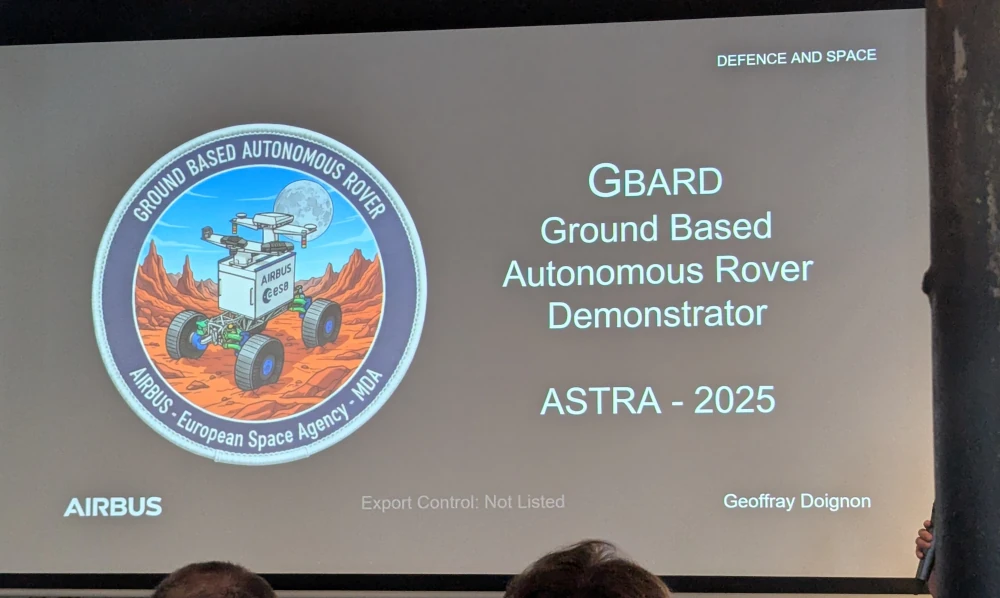 DEFENCE AND SPACE
GROUND BASED AUTONOMOUS ROVER
AIRBUS
esa
AIRBUS - European Space Agency - MDA
GBARD
Ground Based
Autonomous Rover
Demonstrator
ASTRA - 2025
AIRBUS
Export Control: Not Listed
Geoffray Doignon